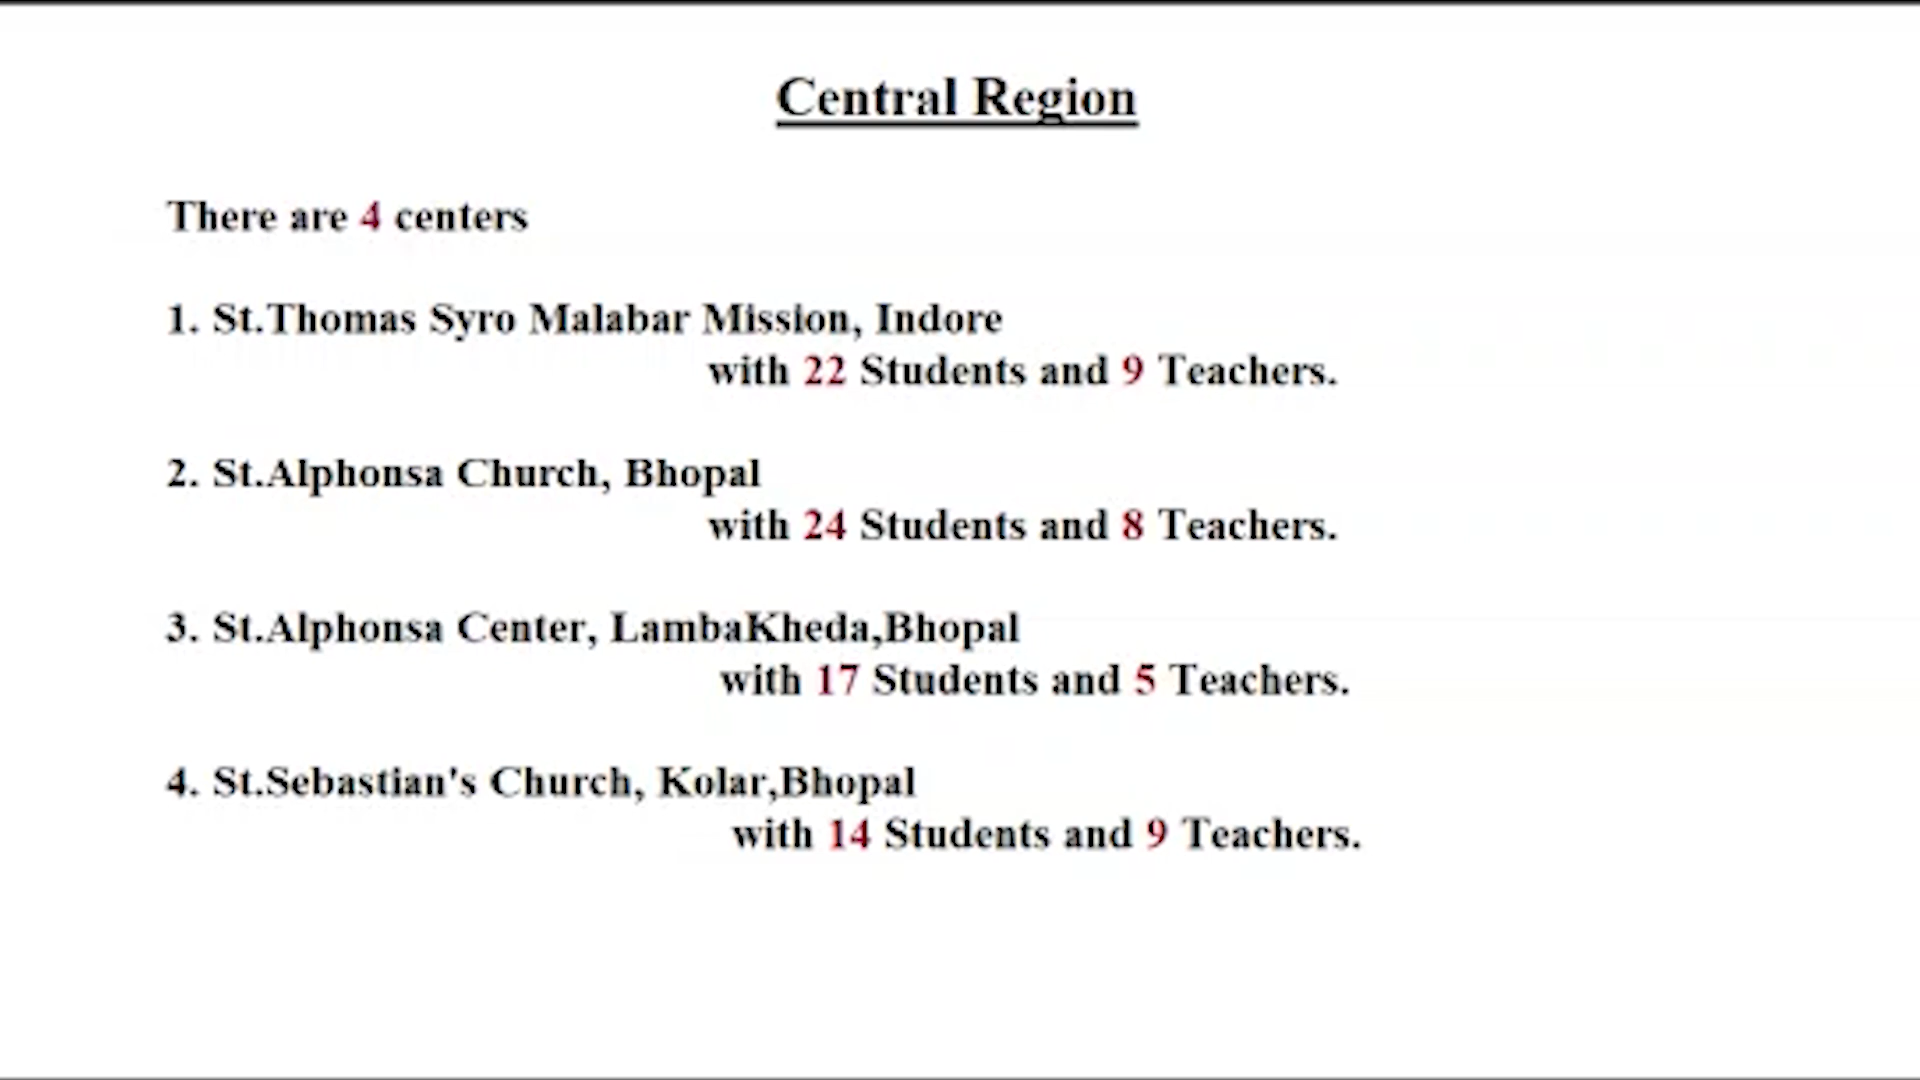 Central Region
There are 4 centers
1. St.Thomas Syro Malabar Mission, Indore
with 22 Students and 9 Teachers.
2. St.Alphonsa Church, Bhopal
with 24 Students and 8 Teachers.
3. St.Alphonsa Center, LambaKheda,Bhopal
with 17 Students and 5 Teachers.
4. St.Sebastian's Church, Kolar,Bhopal
with 14 Students and 9 Teachers.